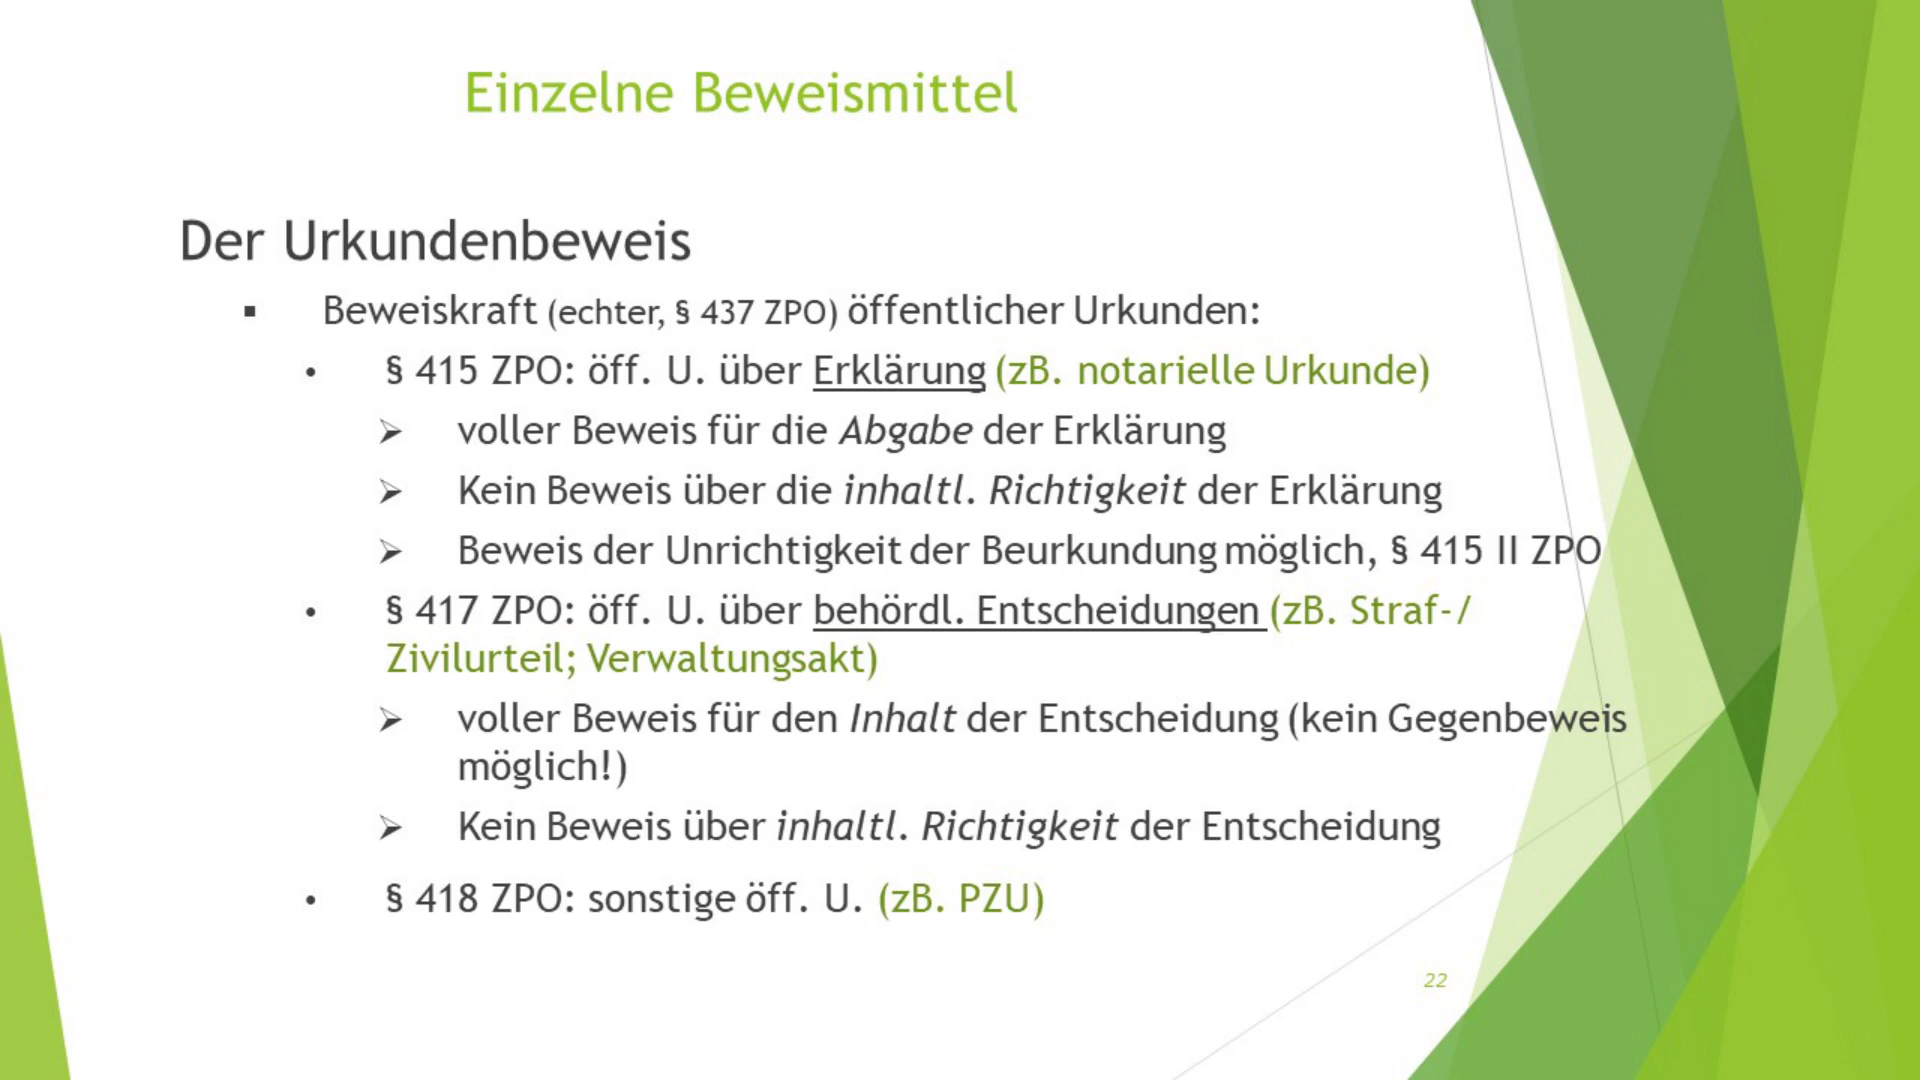 Einzelne Beweismittel
Der Urkundenbeweis
▪ Beweiskraft (echter, § 437 ZPO) öffentlicher Urkunden:
• § 415 ZPO: öff. U. über Erklärung (zB. notarielle Urkunde)
➢ voller Beweis für die Abgabe der Erklärung
➢ Kein Beweis über die inhaltl. Richtigkeit der Erklärung
➢ Beweis der Unrichtigkeit der Beurkundung möglich, § 415 II ZPO
• § 417 ZPO: öff. U. über behördl. Entscheidungen (zB. Straf-/
Zivilurteil; Verwaltungsakt)
➢ voller Beweis für den Inhalt der Entscheidung (kein Gegenbeweis
möglich!)
➢ Kein Beweis über inhaltl. Richtigkeit der Entscheidung
• § 418 ZPO: sonstige öff. U. (zB. PZU)
22